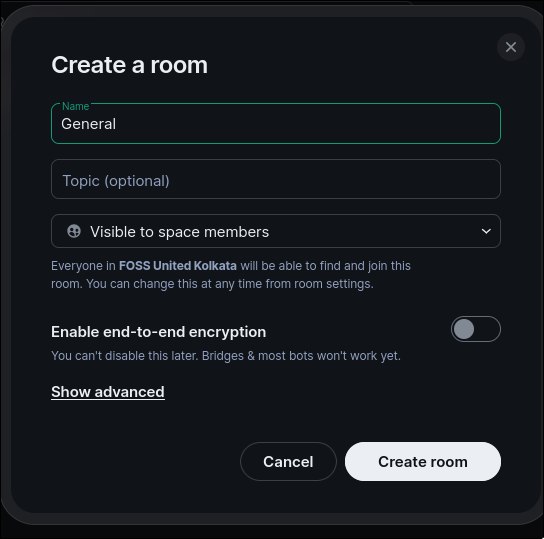 Create a room
Name
General
Topic (optional)
Visible to space members
Everyone in FOSS United Kolkata will be able to find and join this
room. You can change this at any time from room settings.
Enable end-to-end encryption
You can't disable this later. Bridges & most bots won't work yet.
Show advanced
Cancel
Create room